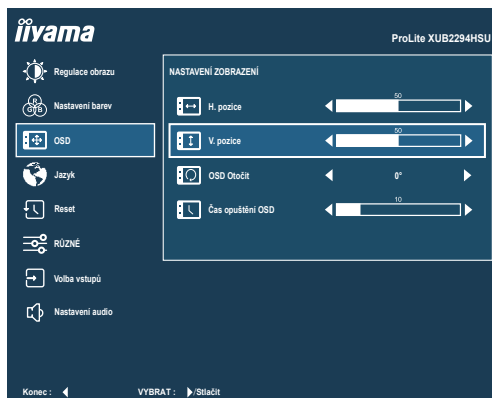 iiyama
ProLite XUB2294HSU
Regulace obrazu
Nastavení barev
R
G B
OSD
Jazyk
Reset
RŮZNÉ
Volba vstupů
Nastavení audio
NASTAVENÍ ZOBRAZENÍ
H. pozice
50
V. pozice
50
OSD Otočit
0°
Čas opuštění OSD
10
Konec :
VYBRAT : /Stlačit